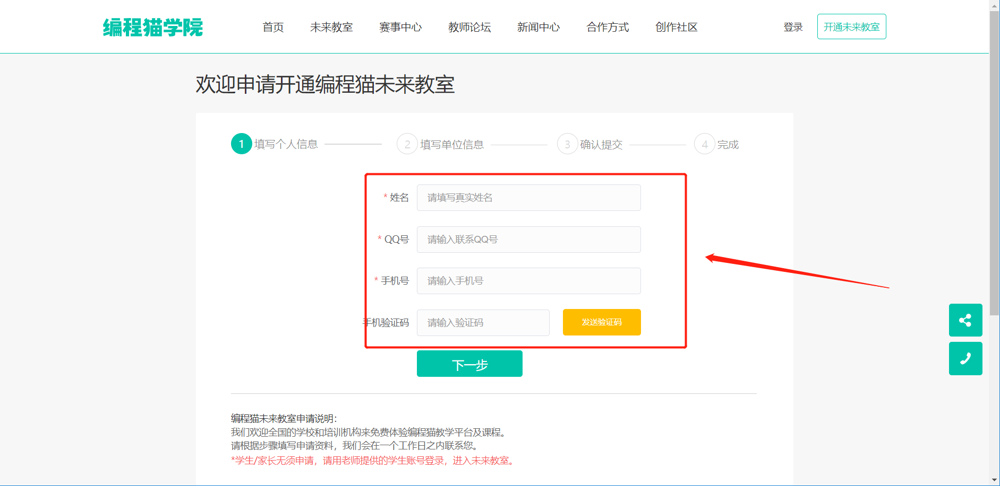 编程猫学院
首页 未来教室 赛事中心 教师论坛 新闻中心 合作方式 创作社区 登录 开通未来教室
欢迎申请开通编程猫未来教室
1 填写个人信息 2 填写单位信息 3 确认提交 4 完成
* 姓名 请填写真实姓名
* QQ号 请输入联系QQ号
* 手机号 请输入手机号
手机验证码 请输入验证码 发送验证码
下一步
编程猫未来教室申请说明：
我们欢迎全国的学校和培训机构来免费体验编程猫教学平台及课程。
请根据步骤填写申请资料，我们会在一个工作日之内联系您。
*学生/家长无须申请，请用老师提供的学生账号登录，进入未来教室。